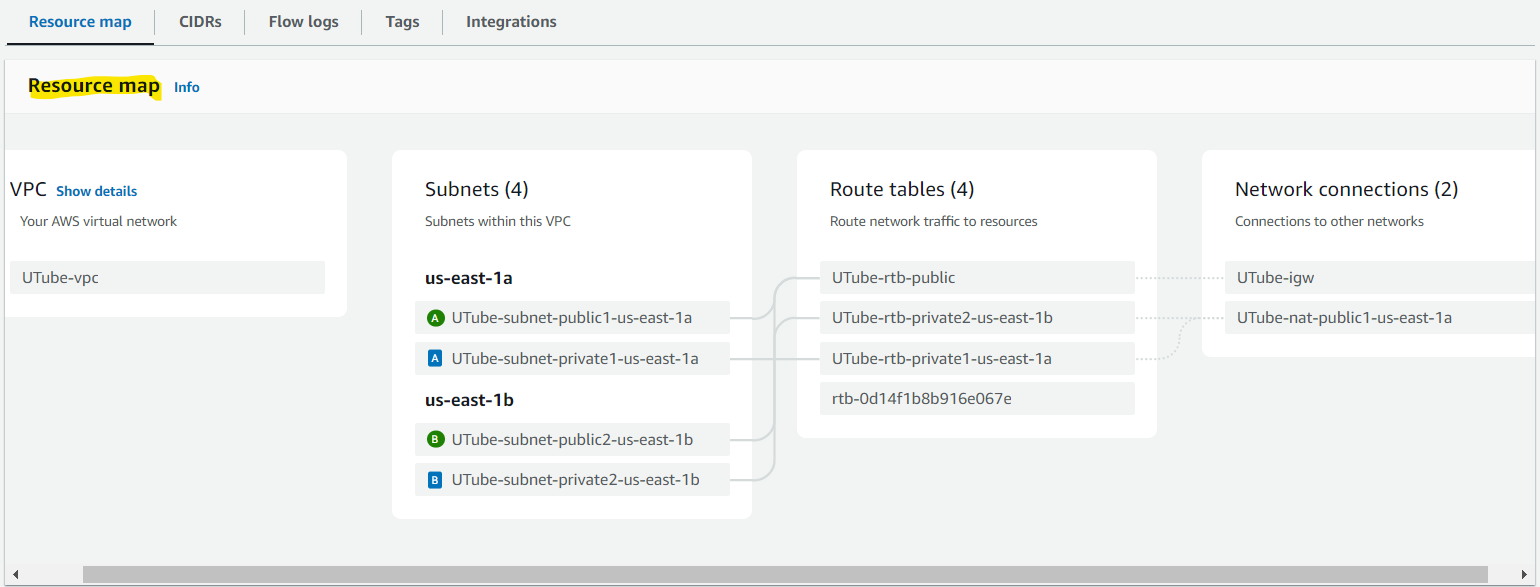 Resource map CIDRs Flow logs Tags Integrations
Resource map Info
VPC Show details
Your AWS virtual network
UTube-vpc
Subnets (4)
Subnets within this VPC
us-east-1a
A UTube-subnet-public1-us-east-1a
A UTube-subnet-private1-us-east-1a
us-east-1b
B UTube-subnet-public2-us-east-1b
B UTube-subnet-private2-us-east-1b
Route tables (4)
Route network traffic to resources
UTube-rtb-public
UTube-rtb-private2-us-east-1b
UTube-rtb-private1-us-east-1a
rtb-0d14f1b8b916e067e
Network connections (2)
Connections to other networks
UTube-igw
UTube-nat-public1-us-east-1a